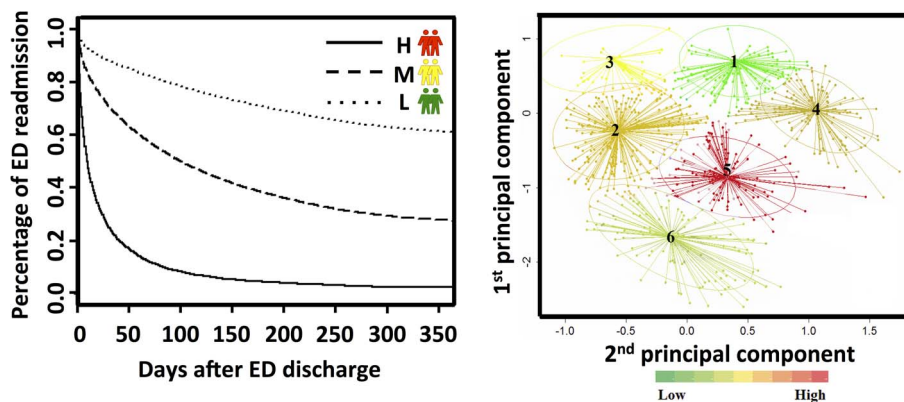 Percentage of ED readmission
1.0
0.8
0.6
0.4
0.2
0.0
H
M
L
0 50 100 150 200 250 300 350
Days after ED discharge
1st principal component
0
-1
-2
3
1
4
2
5
6
-1.0 -0.5 0.0 0.5 1.0 1.5
2nd principal component
Low High